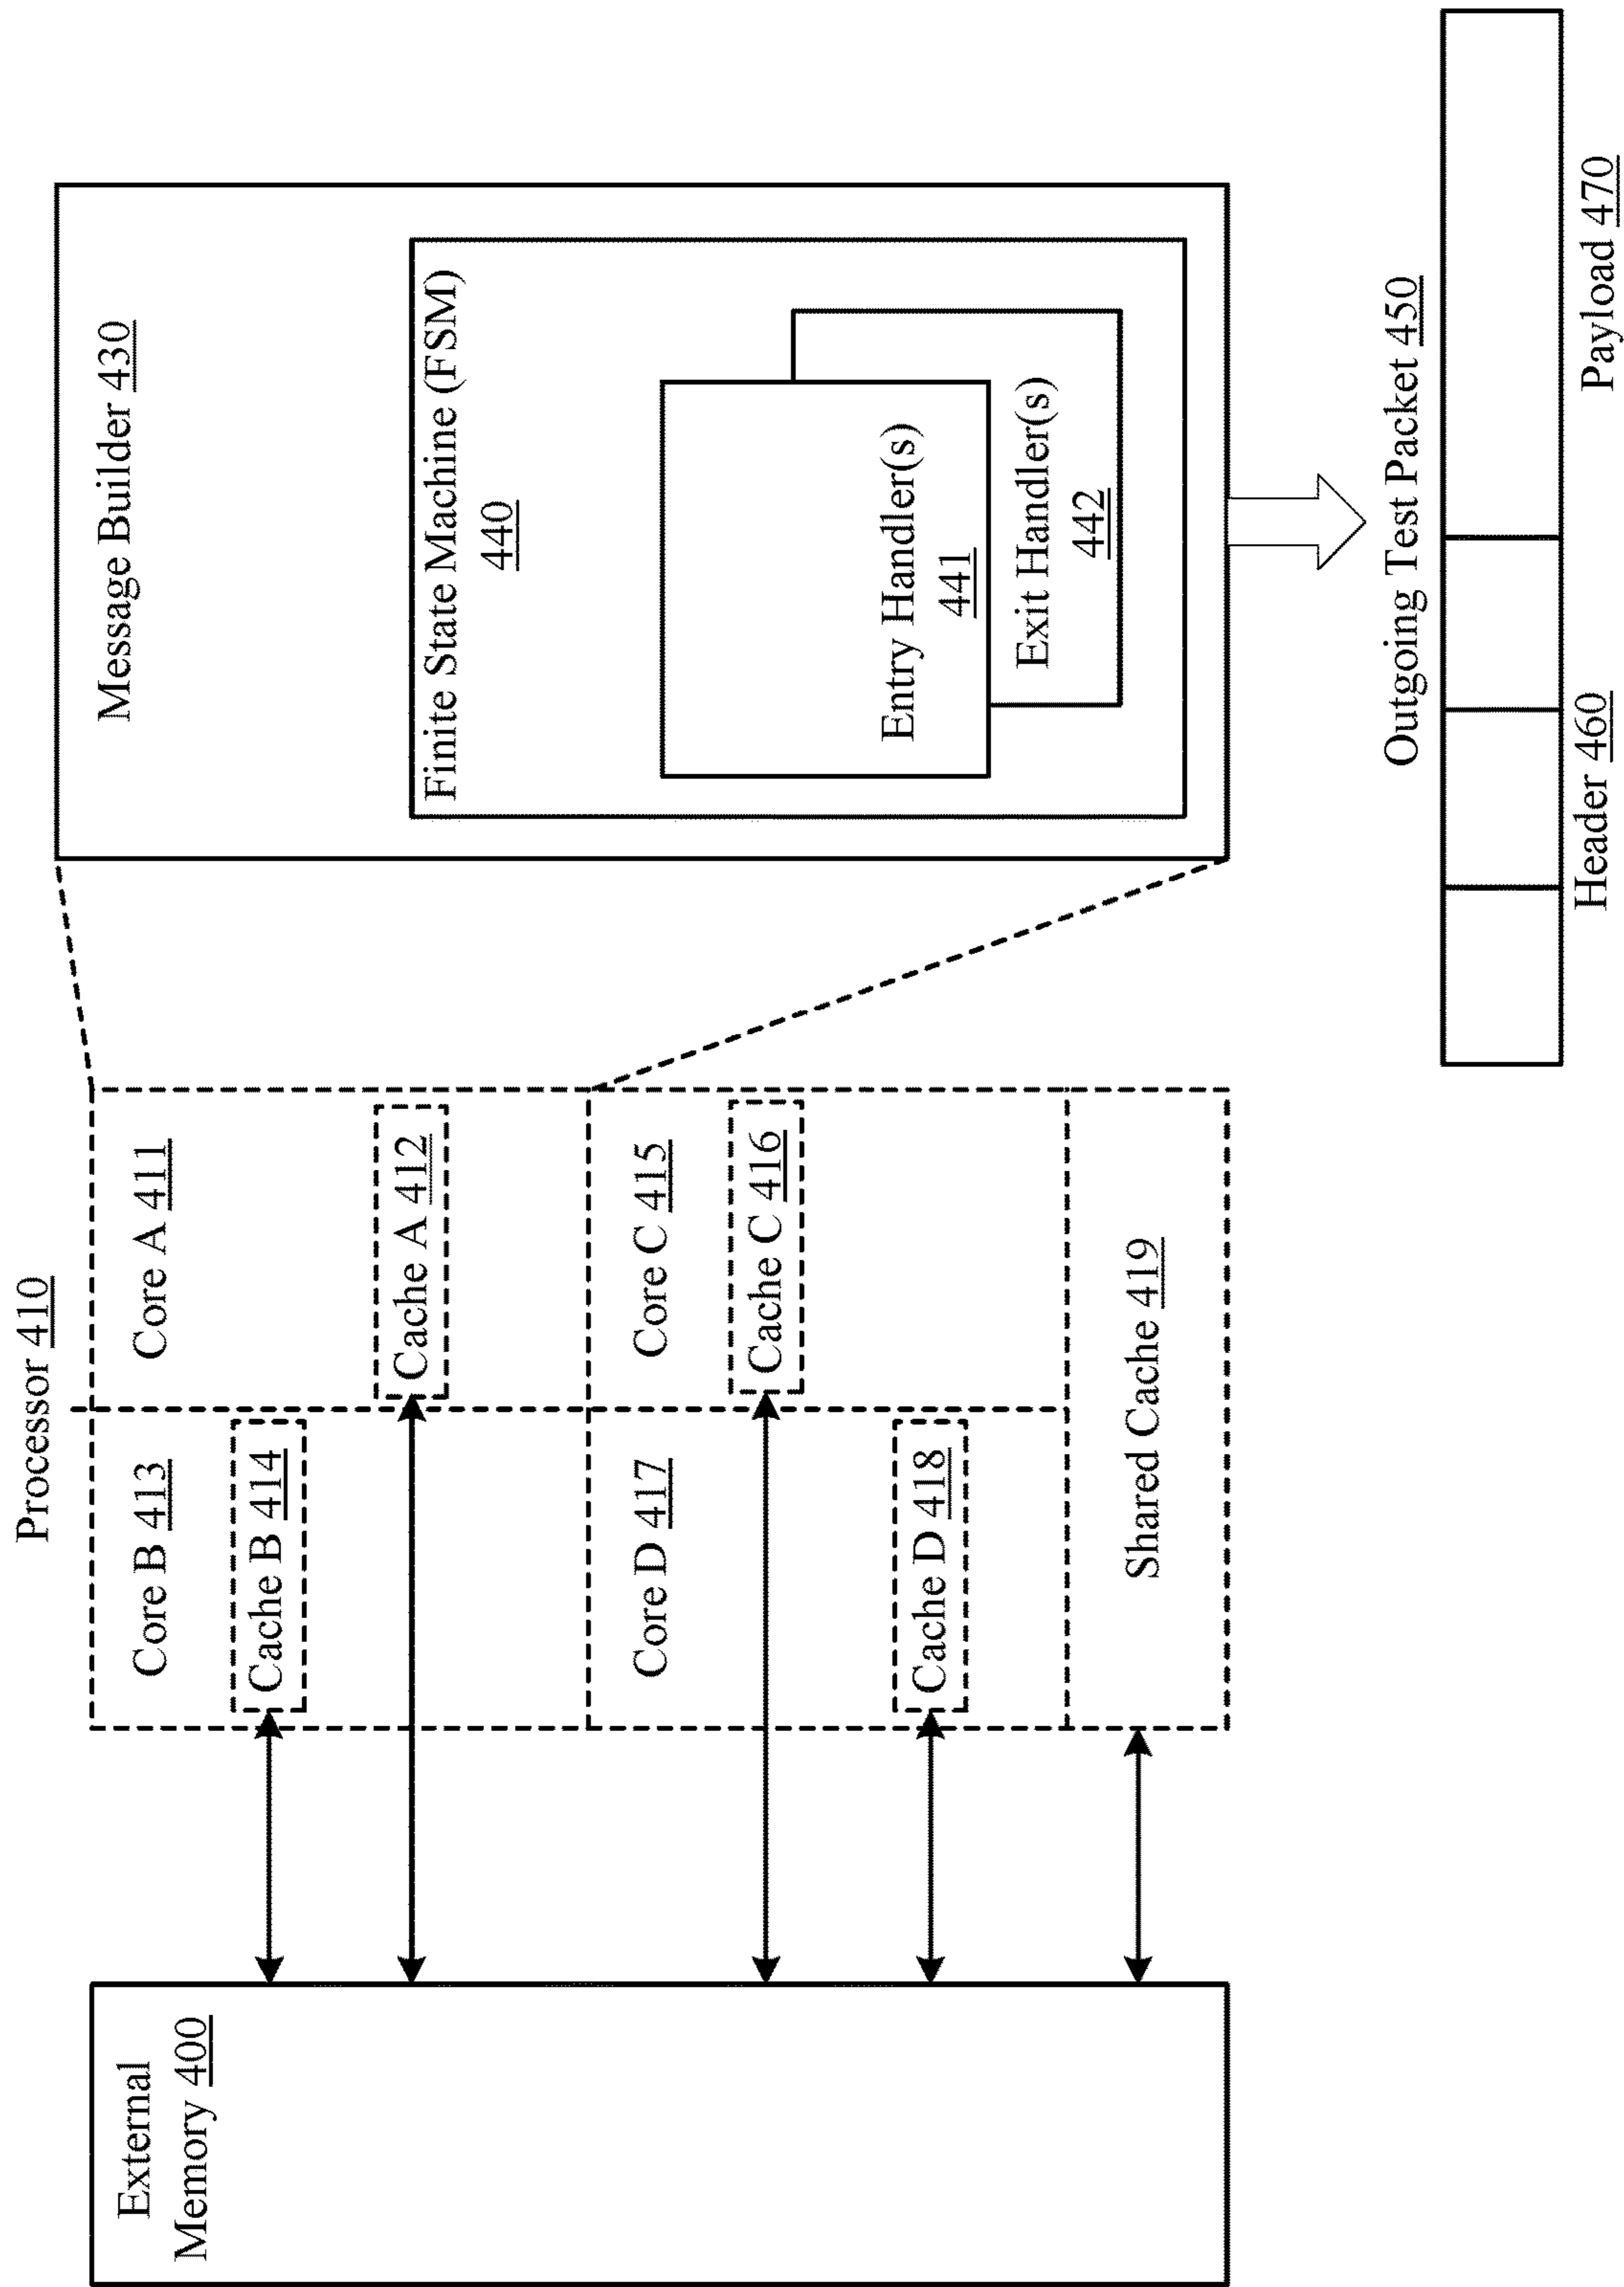 Processor 410
External
Memory 400
Core B 413
Cache B 414
Core A 411
Cache A 412
Core D 417
Cache D 418
Core C 415
Cache C 416
Shared Cache 419
Message Builder 430
Finite State Machine (FSM)
440
Entry Handler(s)
441
Exit Handler(s)
442
Outgoing Test Packet 450
Header 460
Payload 470